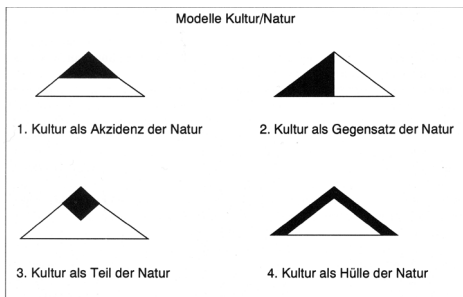 Modelle Kultur/Natur
1. Kultur als Akzidenz der Natur
2. Kultur als Gegensatz der Natur
3. Kultur als Teil der Natur
4. Kultur als Hülle der Natur